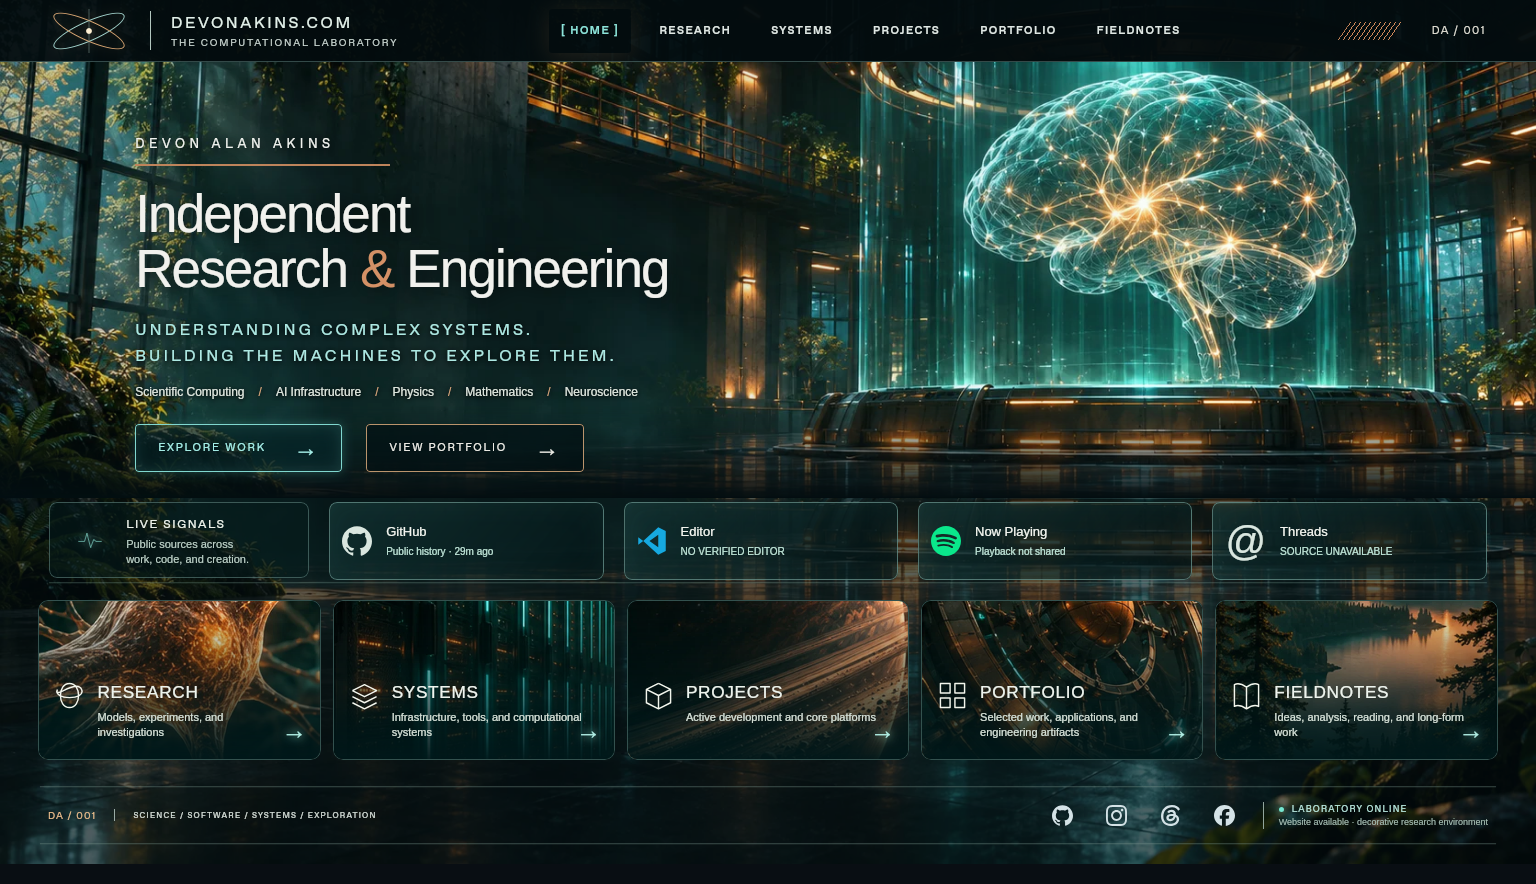 DEVONAKINS.COM
THE COMPUTATIONAL LABORATORY
[ HOME ]
RESEARCH
SYSTEMS
PROJECTS
PORTFOLIO
FIELDNOTES
DA / 001
DEVON ALAN AKINS
Independent
Research & Engineering
UNDERSTANDING COMPLEX SYSTEMS.
BUILDING THE MACHINES TO EXPLORE THEM.
Scientific Computing / AI Infrastructure / Physics / Mathematics / Neuroscience
EXPLORE WORK →
VIEW PORTFOLIO →
LIVE SIGNALS
Public sources across
work, code, and creation.
GitHub
Public history · 29m ago
Editor
NO VERIFIED EDITOR
Now Playing
Playback not shared
Threads
SOURCE UNAVAILABLE
RESEARCH
Models, experiments, and
investigations
→
SYSTEMS
Infrastructure, tools, and computational
systems
→
PROJECTS
Active development and core platforms
→
PORTFOLIO
Selected work, applications, and
engineering artifacts
→
FIELDNOTES
Ideas, analysis, reading, and long-form
work
→
DA / 001
SCIENCE / SOFTWARE / SYSTEMS / EXPLORATION
LABORATORY ONLINE
Website available · decorative research environment